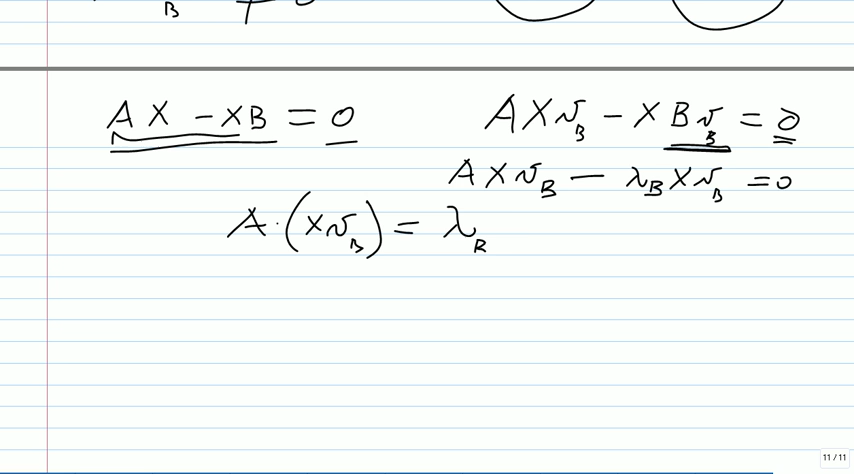 B
AX - XB = 0
AXv_B - XBv_B = 0
AXv_B - λ_B Xv_B = 0
A·(Xv_B) = λ_B
11 / 11